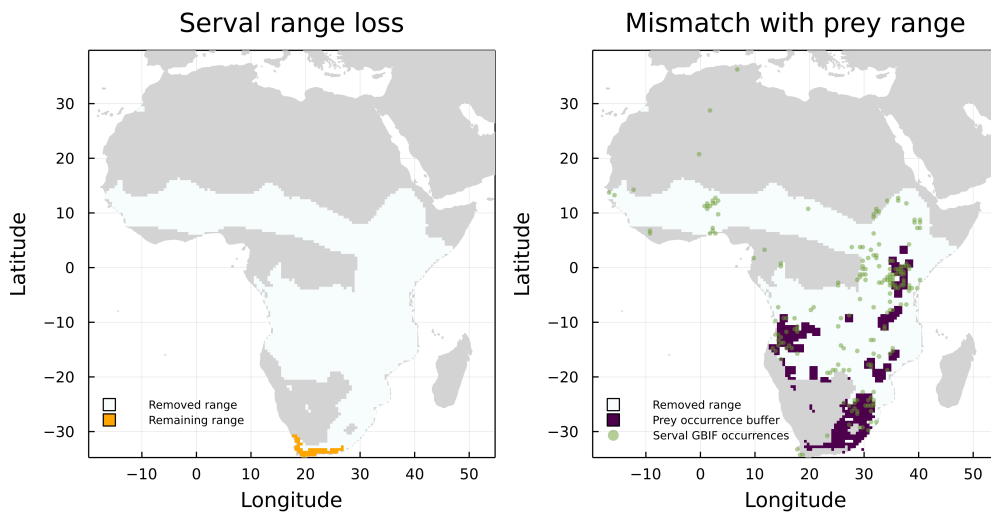 Serval range loss
Mismatch with prey range
Latitude
30
20
10
0
−10
−20
−30
Removed range
Remaining range
−10
0
10
20
30
40
50
Longitude
Latitude
30
20
10
0
−10
−20
−30
Removed range
Prey occurrence buffer
Serval GBIF occurrences
−10
0
10
20
30
40
50
Longitude